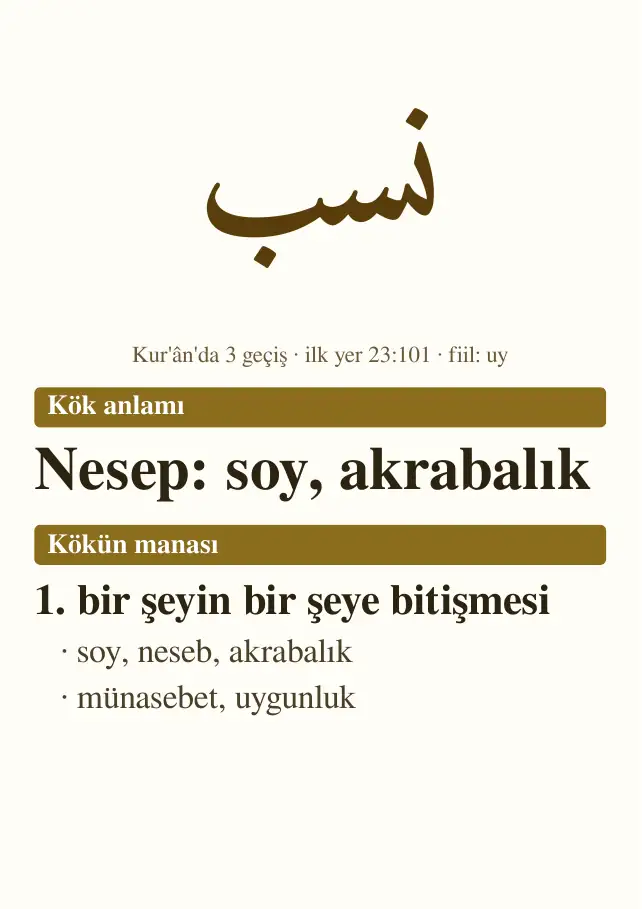 نسب
Kur'ân'da 3 geçiş · ilk yer 23:101 · fiil: uy
Kök anlamı
Nesep: soy, akrabalık
Kökün manası
1. bir şeyin bir şeye bitişmesi
· soy, neseb, akrabalık
· münasebet, uygunluk